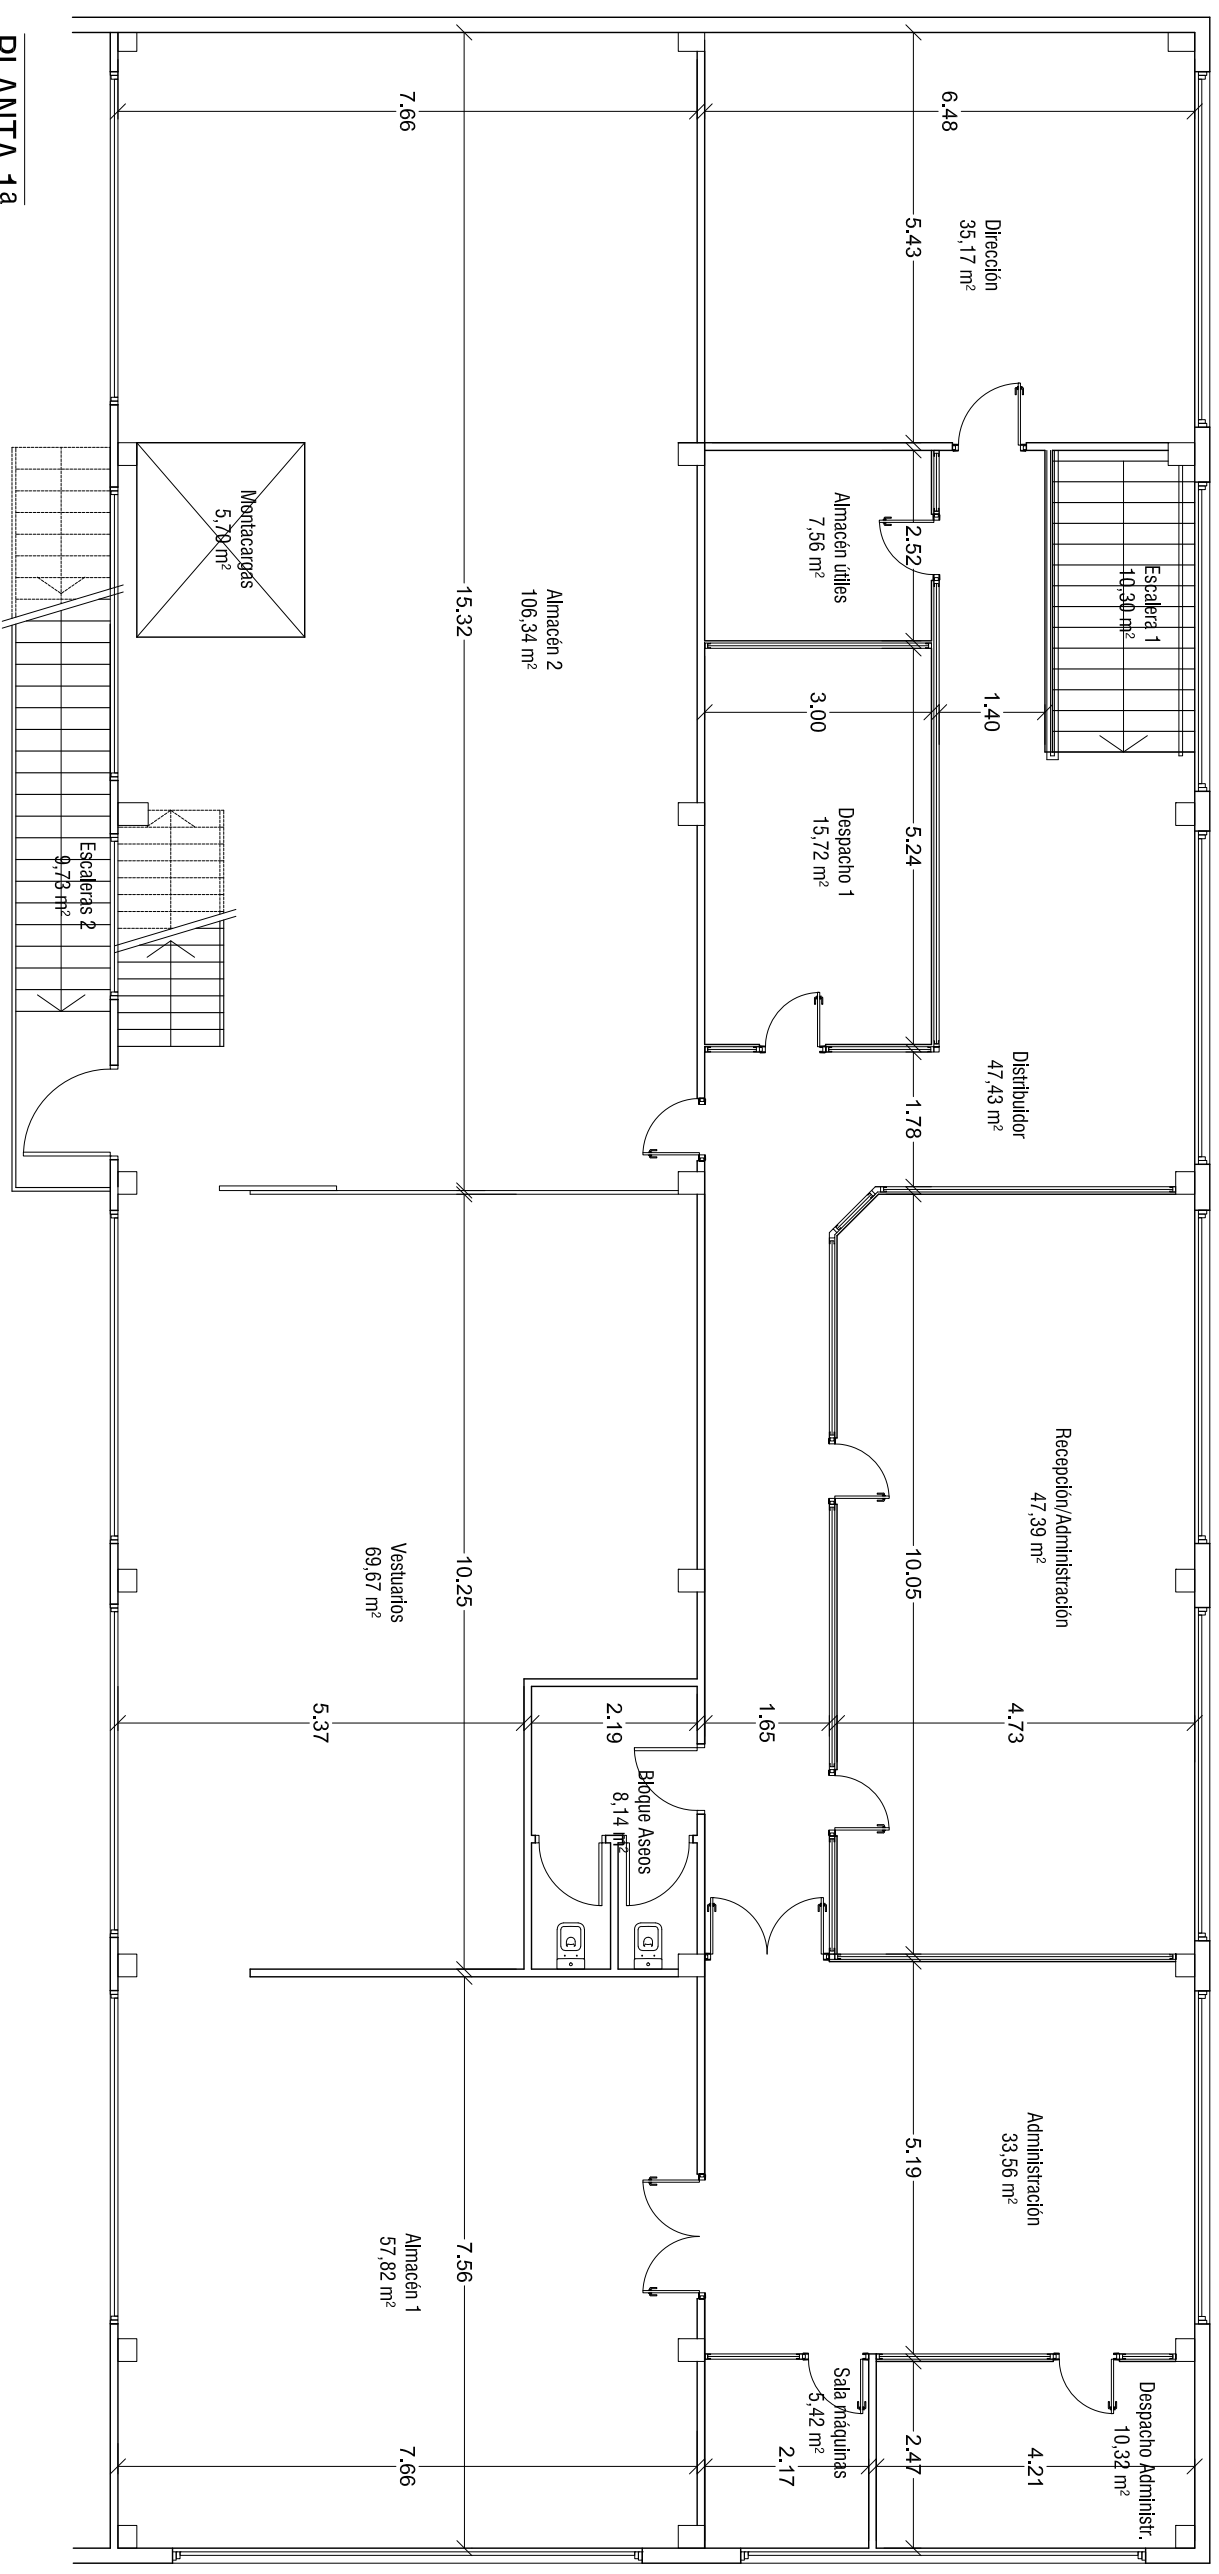 PLANTA 1ª
Dirección
35,17 m²
6.48
5.43
7.66
Escalera 1
10,30 m²
Almacén útiles
7,56 m²
2.52
1.40
3.00
Despacho 1
15,72 m²
5.24
Montacargas
5,70 m²
Almacén 2
106,34 m²
15.32
Escaleras 2
9,73 m²
Distribuidor
47,43 m²
1.78
Recepción/Administración
47,39 m²
10.05
4.73
1.65
2.19
5.37
Vestuarios
69,67 m²
10.25
Bloque Aseos
8,14 m²
Administración
33,56 m²
5.19
Almacén 1
57,82 m²
7.56
7.66
Sala máquinas
5,42 m²
2.17
2.47
Despacho Administr.
10,32 m²
4.21